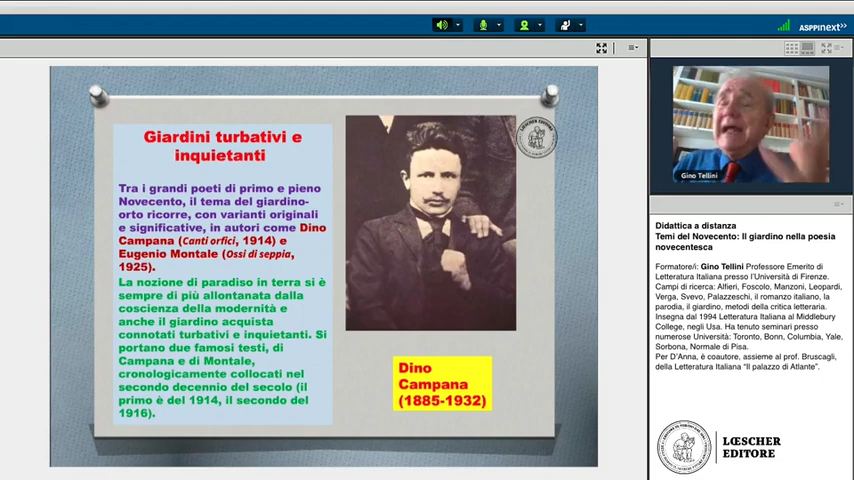 ASPPInext
Giardini turbativi e
inquietanti
Tra i grandi poeti di primo e pieno
Novecento, il tema del giardino-
orto ricorre, con varianti originali
e significative, in autori come Dino
Campana (Canti orfici, 1914) e
Eugenio Montale (Ossi di seppia,
1925).
La nozione di paradiso in terra si è
sempre di più allontanata dalla
coscienza della modernità e
anche il giardino acquista
connotati turbativi e inquietanti. Si
portano due famosi testi, di
Campana e di Montale,
cronologicamente collocati nel
secondo decennio del secolo (il
primo è del 1914, il secondo del
1916).
LŒSCHER EDITORE
Dino
Campana
(1885-1932)
Gino Tellini
Didattica a distanza
Temi del Novecento: Il giardino nella poesia
novecentesca
Formatore/i: Gino Tellini Professore Emerito di
Letteratura Italiana presso l'Università di Firenze.
Campi di ricerca: Alfieri, Foscolo, Manzoni, Leopardi,
Verga, Svevo, Palazzeschi, il romanzo italiano, la
parodia, il giardino, metodi della critica letteraria.
Insegna dal 1994 Letteratura Italiana al Middlebury
College, negli Usa. Ha tenuto seminari presso
numerose Università: Toronto, Bonn, Columbia, Yale,
Sorbona, Normale di Pisa.
Per D'Anna, è coautore, assieme al prof. Bruscagli,
della Letteratura Italiana "Il palazzo di Atlante".
LŒSCHER
EDITORE